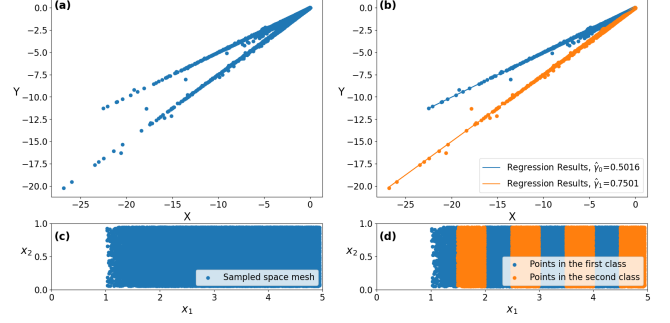 (a)
(b)
0.0
−2.5
−5.0
−7.5
Y −10.0
−12.5
−15.0
−17.5
−20.0
−25 −20 −15 −10 −5 0
X
0.0
−2.5
−5.0
−7.5
Y −10.0
−12.5
−15.0
−17.5
−20.0
Regression Results, γ̂₀=0.5016
Regression Results, γ̂₁=0.7501
−25 −20 −15 −10 −5 0
X
(c)
1.0
x₂ 0.5
0.0
Sampled space mesh
0 1 2 3 4 5
x₁
(d)
1.0
x₂ 0.5
0.0
Points in the first class
Points in the second class
0 1 2 3 4 5
x₁